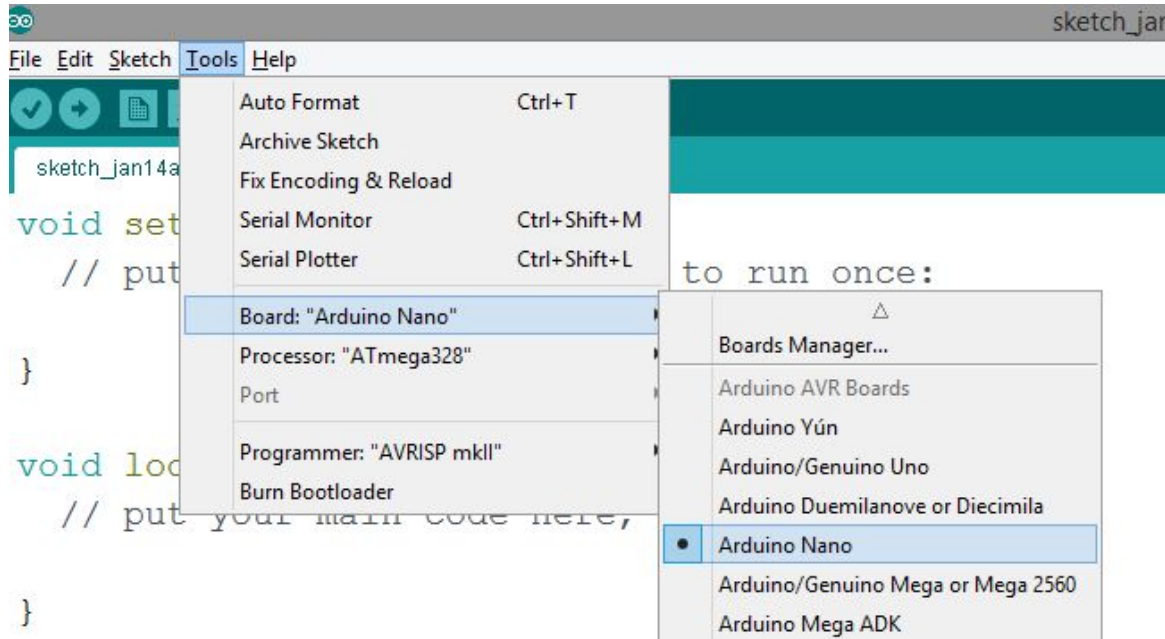 sketch_jan
File Edit Sketch Tools Help
sketch_jan14a
Auto Format Ctrl+T
Archive Sketch
Fix Encoding & Reload
Serial Monitor Ctrl+Shift+M
Serial Plotter Ctrl+Shift+L
Board: "Arduino Nano"
Processor: "ATmega328"
Port
Programmer: "AVRISP mkII"
Burn Bootloader
Boards Manager...
Arduino AVR Boards
Arduino Yún
Arduino/Genuino Uno
Arduino Duemilanove or Diecimila
Arduino Nano
Arduino/Genuino Mega or Mega 2560
Arduino Mega ADK
void set
// put to run once:
}
void loo
// put your main code here,
}